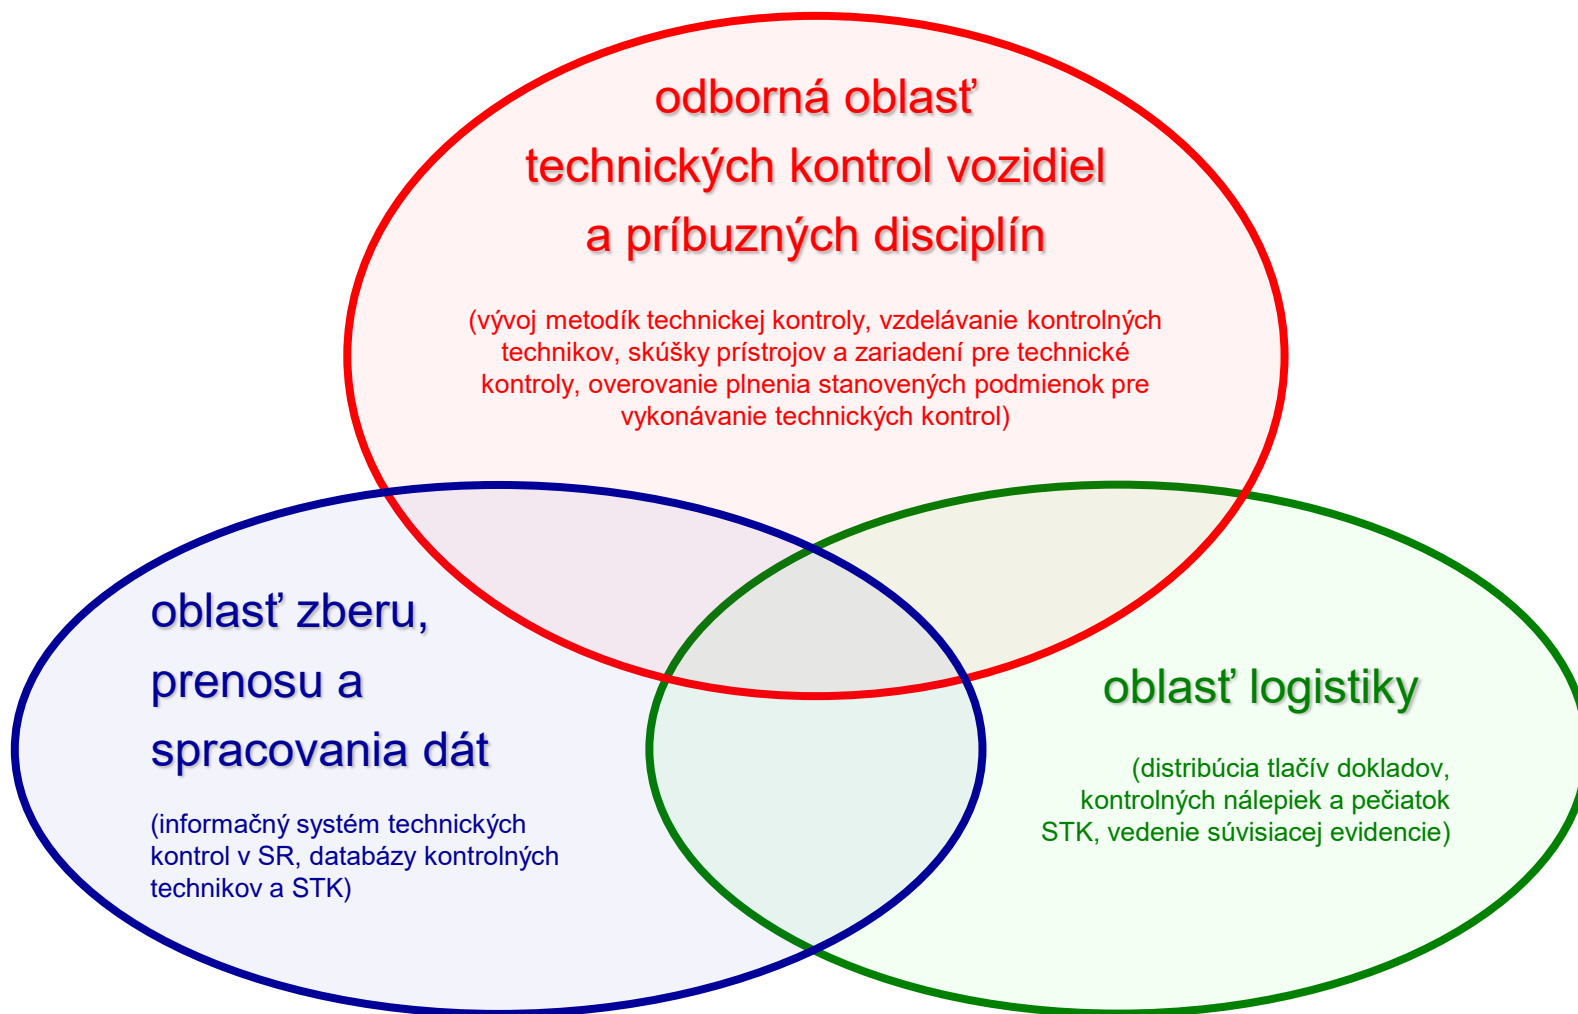 odborná oblasť
technických kontrol vozidiel
a príbuzných disciplín
(vývoj metodík technickej kontroly, vzdelávanie kontrolných
technikov, skúšky prístrojov a zariadení pre technické
kontroly, overovanie plnenia stanovených podmienok pre
vykonávanie technických kontrol)
oblasť zberu,
prenosu a
spracovania dát
(informačný systém technických
kontrol v SR, databázy kontrolných
technikov a STK)
oblasť logistiky
(distribúcia tlačív dokladov,
kontrolných nálepiek a pečiatok
STK, vedenie súvisiacej evidencie)